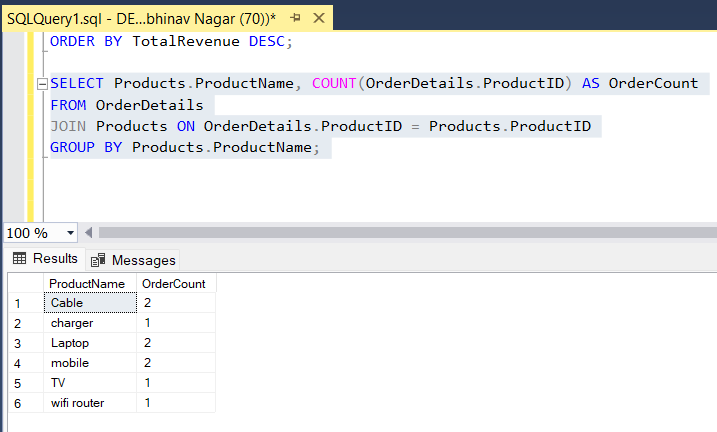 SQLQuery1.sql - DE...bhinav Nagar (70))*
ORDER BY TotalRevenue DESC;
SELECT Products.ProductName, COUNT(OrderDetails.ProductID) AS OrderCount
FROM OrderDetails
JOIN Products ON OrderDetails.ProductID = Products.ProductID
GROUP BY Products.ProductName;
100 %
Results Messages
ProductName OrderCount
1 Cable 2
2 charger 1
3 Laptop 2
4 mobile 2
5 TV 1
6 wifi router 1